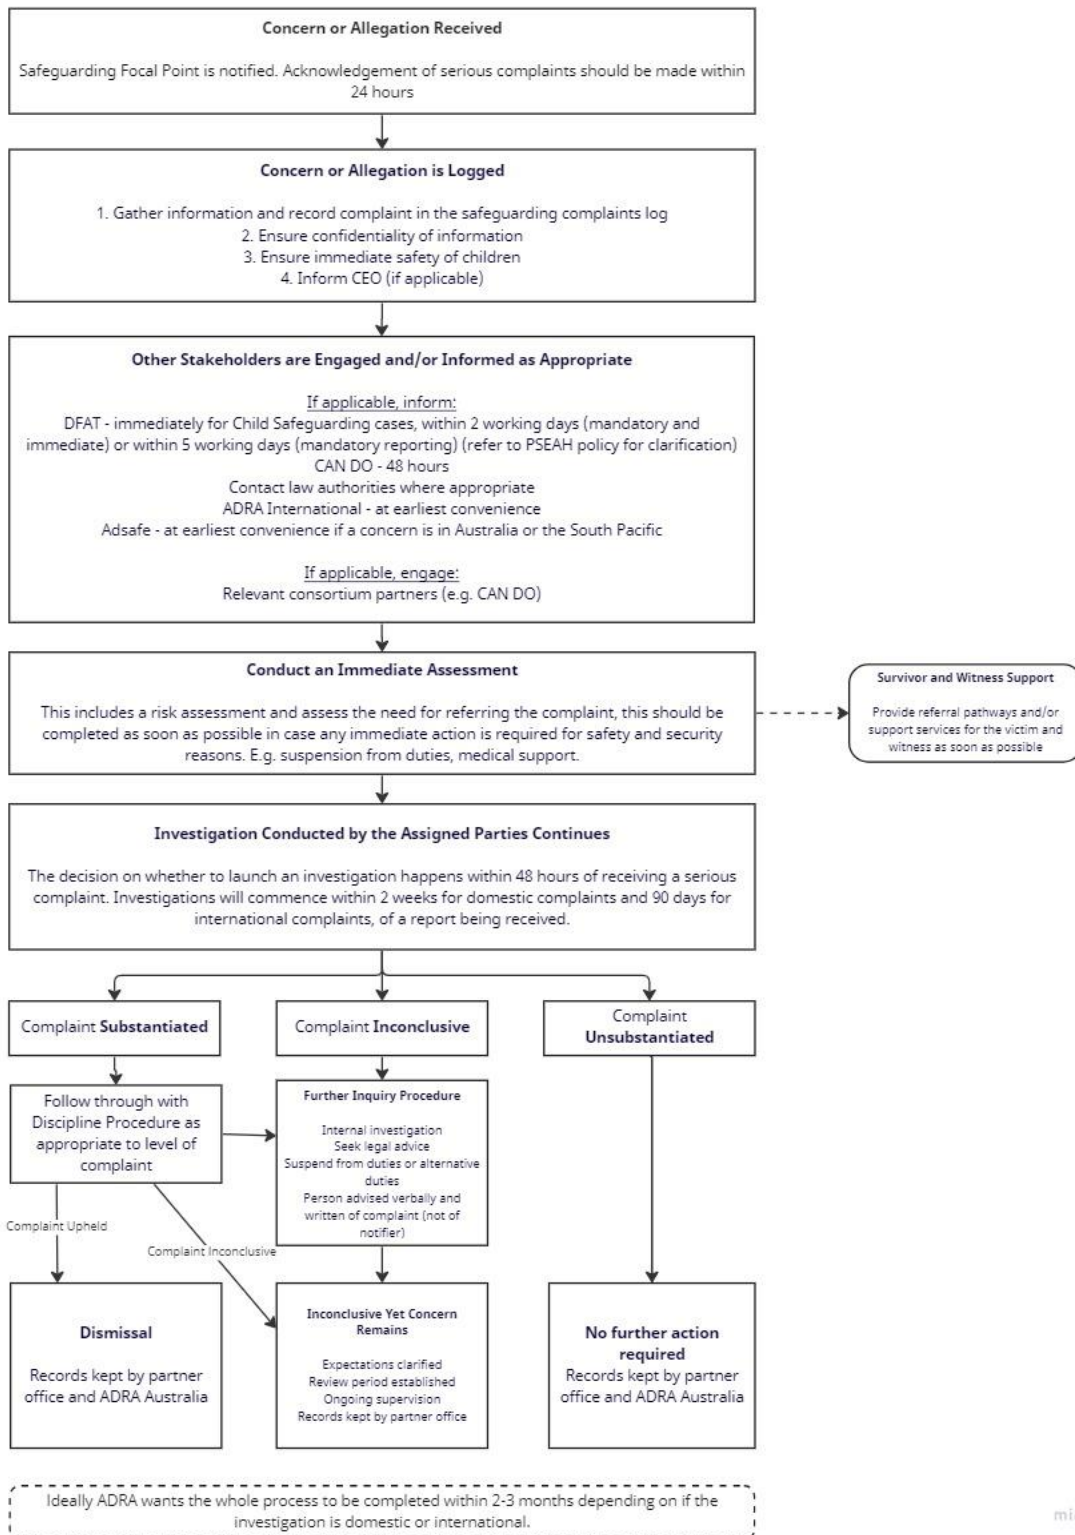 Concern or Allegation Received
Safeguarding Focal Point is notified. Acknowledgement of serious complaints should be made within
24 hours
Concern or Allegation is Logged
1. Gather information and record complaint in the safeguarding complaints log
2. Ensure confidentiality of information
3. Ensure immediate safety of children
4. Inform CEO (if applicable)
Other Stakeholders are Engaged and/or Informed as Appropriate
If applicable, inform:
DFAT - immediately for Child Safeguarding cases, within 2 working days (mandatory and
immediate) or within 5 working days (mandatory reporting) (refer to PSEAH policy for clarification)
CAN DO - 48 hours
Contact law authorities where appropriate
ADRA International - at earliest convenience
Adsafe - at earliest convenience if a concern is in Australia or the South Pacific
If applicable, engage:
Relevant consortium partners (e.g. CAN DO)
Conduct an Immediate Assessment
This includes a risk assessment and assess the need for referring the complaint, this should be
completed as soon as possible in case any immediate action is required for safety and security
reasons. E.g. suspension from duties, medical support.
Survivor and Witness Support
Provide referral pathways and/or
support services for the victim and
witness as soon as possible
Investigation Conducted by the Assigned Parties Continues
The decision on whether to launch an investigation happens within 48 hours of receiving a serious
complaint. Investigations will commence within 2 weeks for domestic complaints and 90 days for
international complaints, of a report being received.
Complaint Substantiated
Complaint Inconclusive
Complaint
Unsubstantiated
Follow through with
Discipline Procedure as
appropriate to level of
complaint
Further Inquiry Procedure
Internal investigation
Seek legal advice
Suspend from duties or alternative
duties
Person advised verbally and
written of complaint (not of
notifier)
Complaint Upheld
Complaint Inconclusive
Dismissal
Records kept by partner
office and ADRA Australia
Inconclusive Yet Concern
Remains
Expectations clarified
Review period established
Ongoing supervision
Records kept by partner office
No further action
required
Records kept by partner
office and ADRA Australia
Ideally ADRA wants the whole process to be completed within 2-3 months depending on if the
investigation is domestic or international.